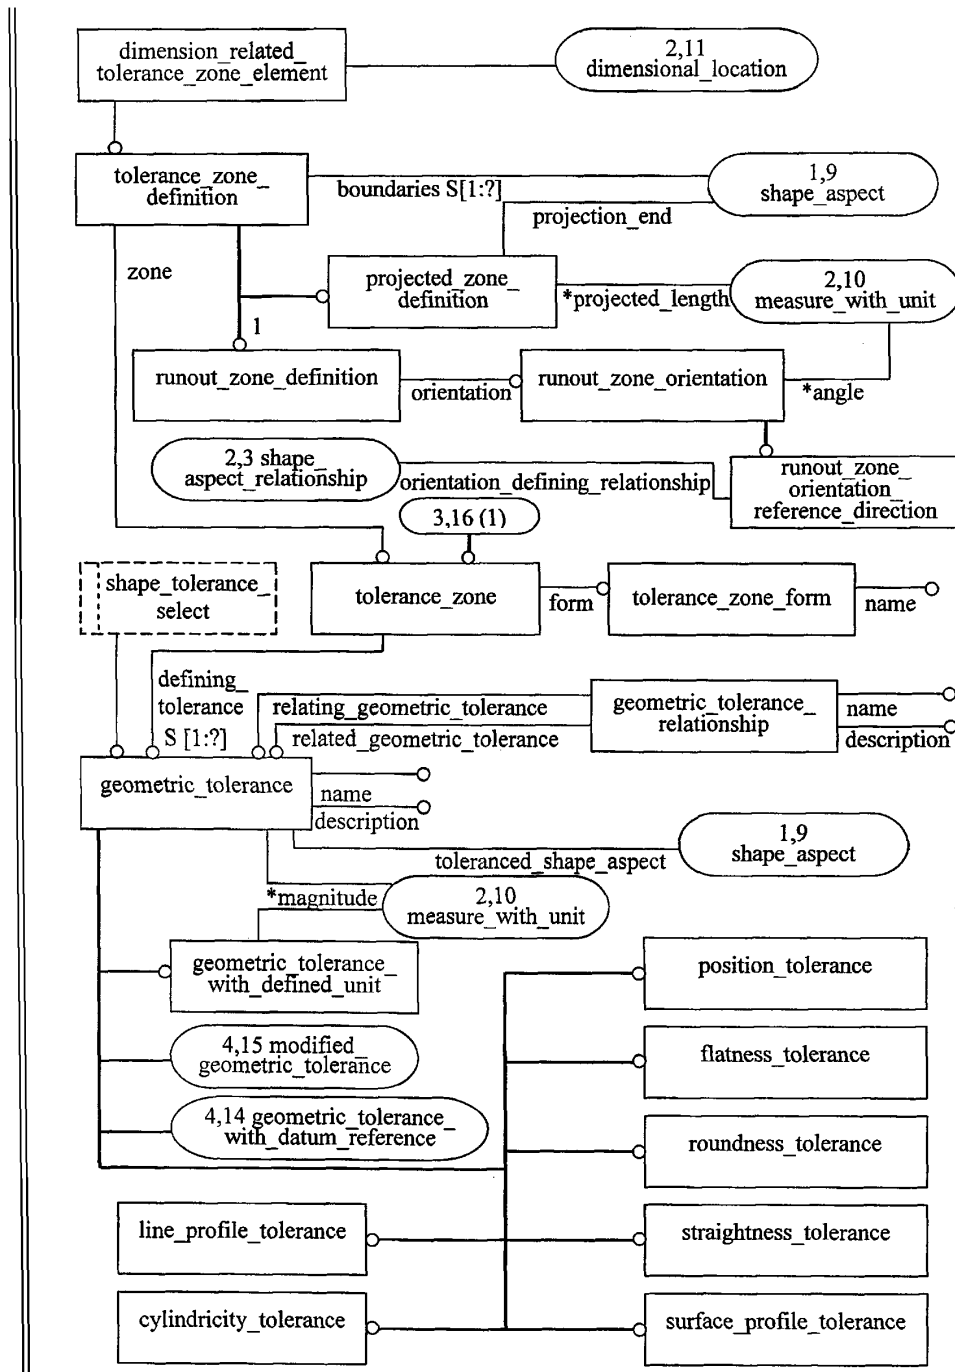 dimension_related_
tolerance_zone_element
2,11
dimensional_location
tolerance_zone_
definition
boundaries S[1:?]
1,9
shape_aspect
projection_end
zone
projected_zone_
definition
*projected_length
2,10
measure_with_unit
1
runout_zone_definition
orientation
runout_zone_orientation
*angle
2,3 shape_
aspect_relationship
orientation_defining_relationship
runout_zone_
orientation_
reference_direction
3,16 (1)
shape_tolerance_
select
tolerance_zone
form
tolerance_zone_form
name
defining_
tolerance
S [1:?]
relating_geometric_tolerance
related_geometric_tolerance
geometric_tolerance_
relationship
name
description
geometric_tolerance
name
description
toleranced_shape_aspect
1,9
shape_aspect
*magnitude
2,10
measure_with_unit
geometric_tolerance_
with_defined_unit
position_tolerance
4,15 modified_
geometric_tolerance
flatness_tolerance
4,14 geometric_tolerance_
with_datum_reference
roundness_tolerance
line_profile_tolerance
straightness_tolerance
cylindricity_tolerance
surface_profile_tolerance